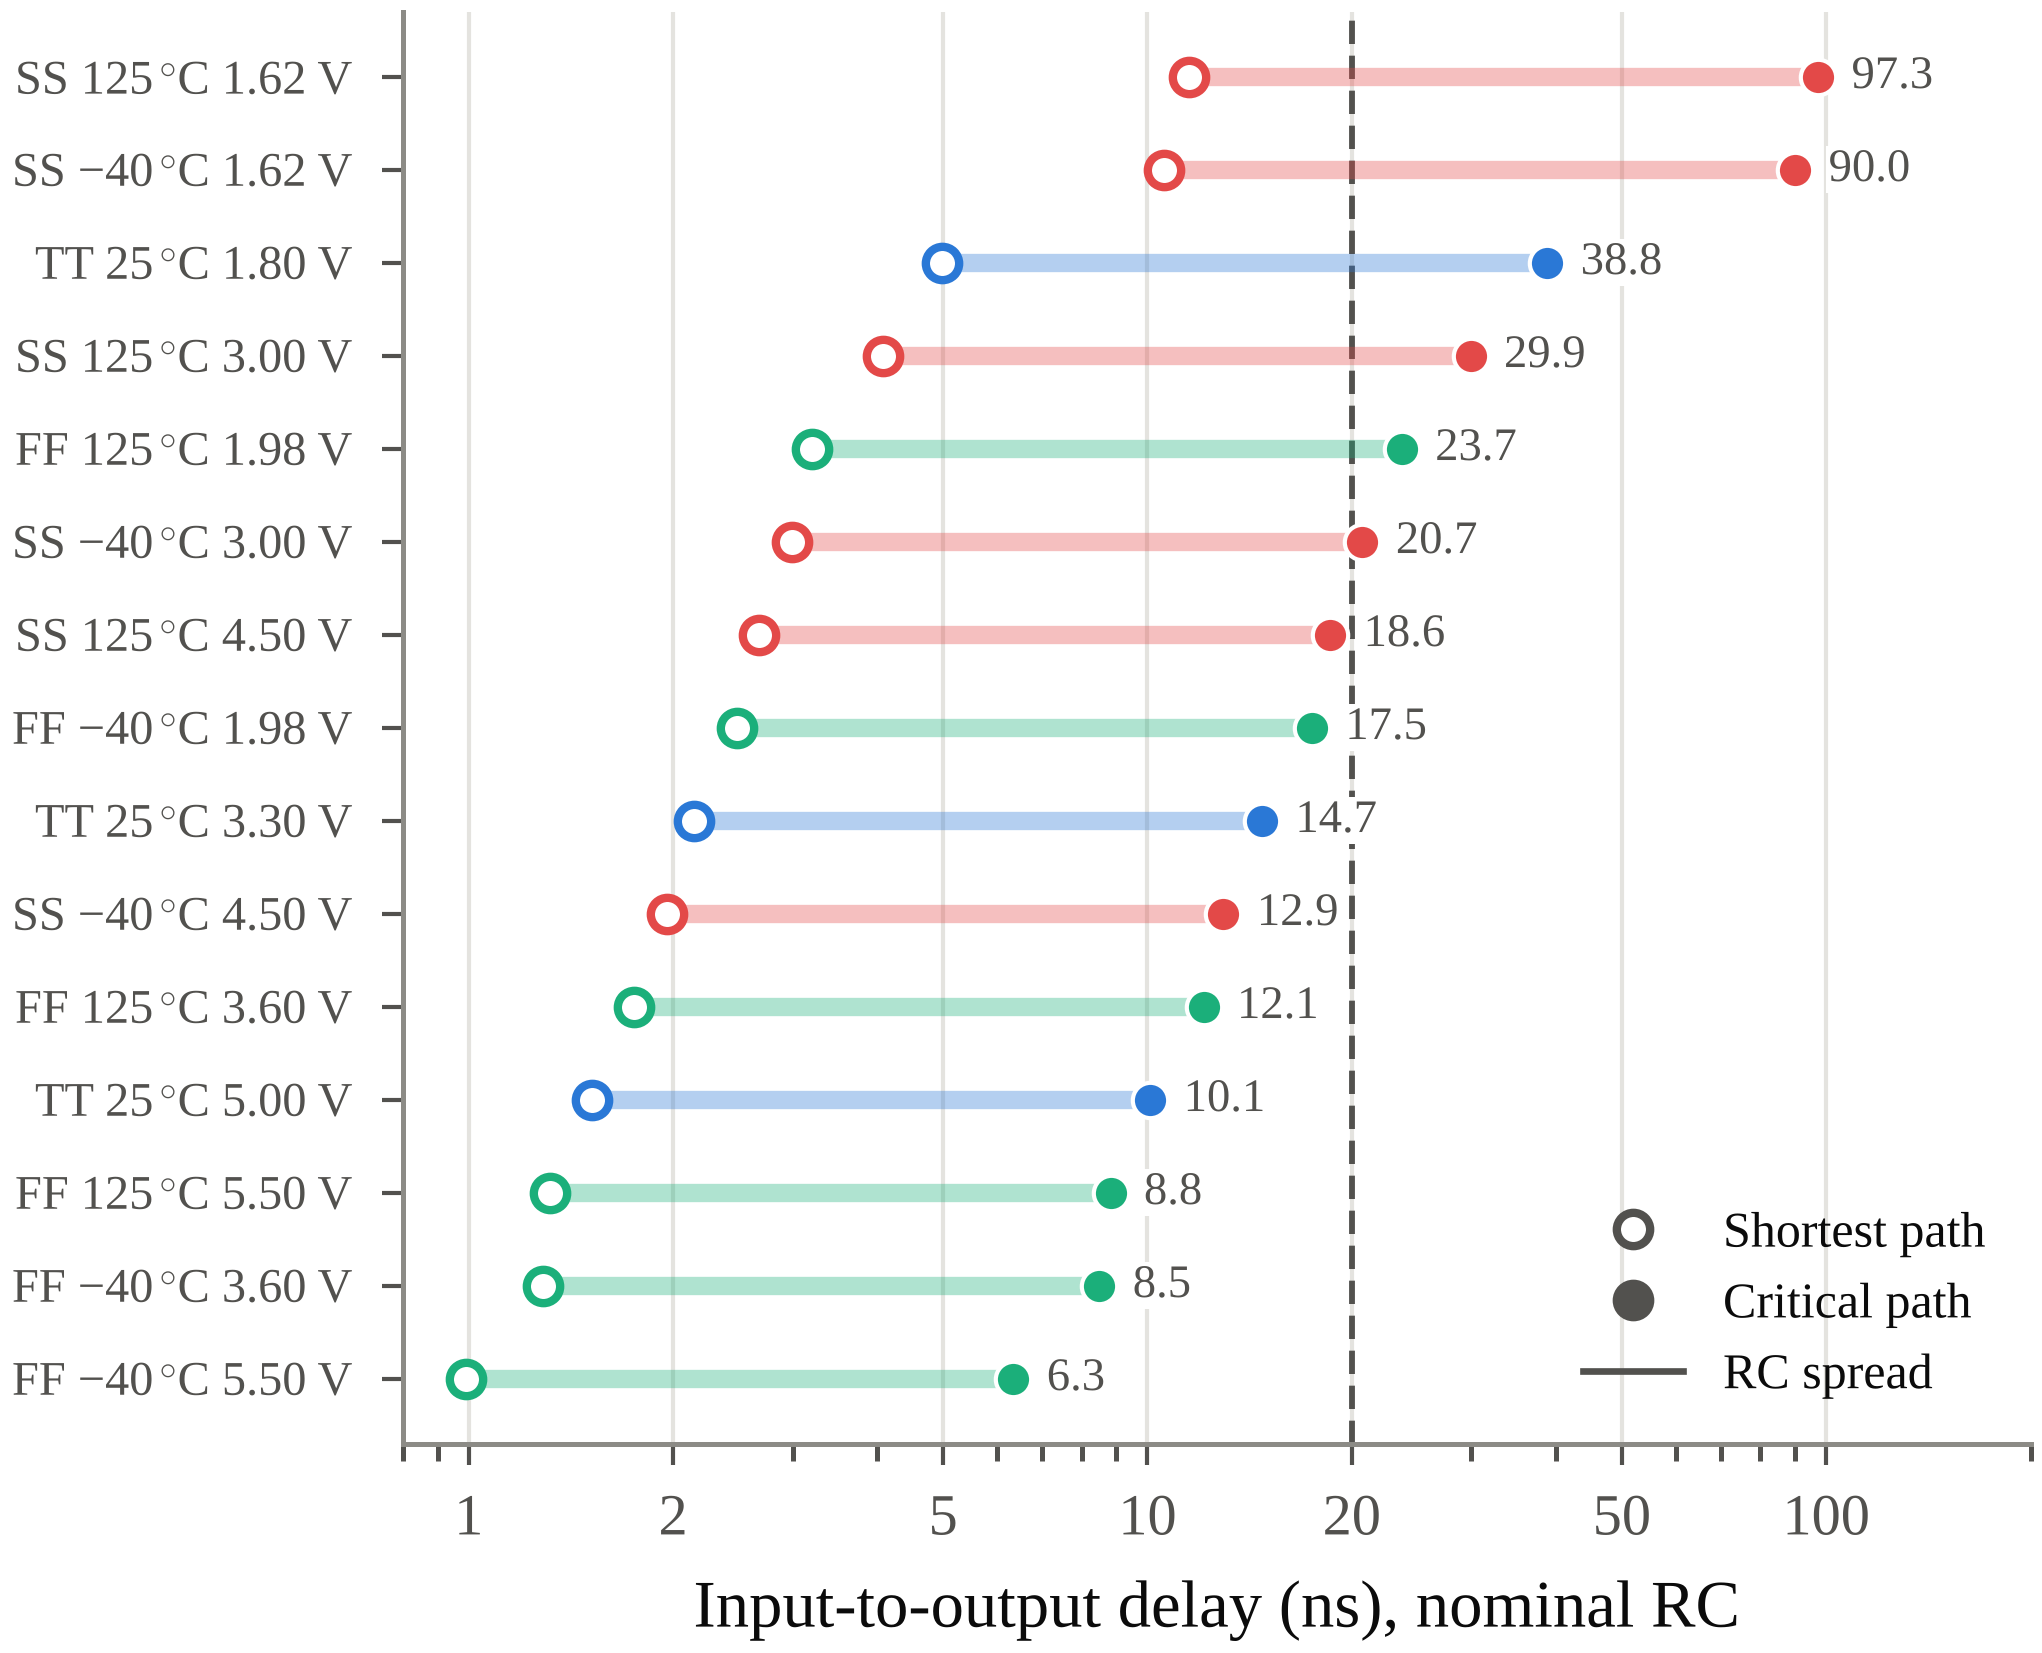 SS 125 °C 1.62 V
97.3
SS −40 °C 1.62 V
90.0
TT 25 °C 1.80 V
38.8
SS 125 °C 3.00 V
29.9
FF 125 °C 1.98 V
23.7
SS −40 °C 3.00 V
20.7
SS 125 °C 4.50 V
18.6
FF −40 °C 1.98 V
17.5
TT 25 °C 3.30 V
14.7
SS −40 °C 4.50 V
12.9
FF 125 °C 3.60 V
12.1
TT 25 °C 5.00 V
10.1
FF 125 °C 5.50 V
8.8
FF −40 °C 3.60 V
8.5
FF −40 °C 5.50 V
6.3
Shortest path
Critical path
RC spread
1 2 5 10 20 50 100
Input-to-output delay (ns), nominal RC